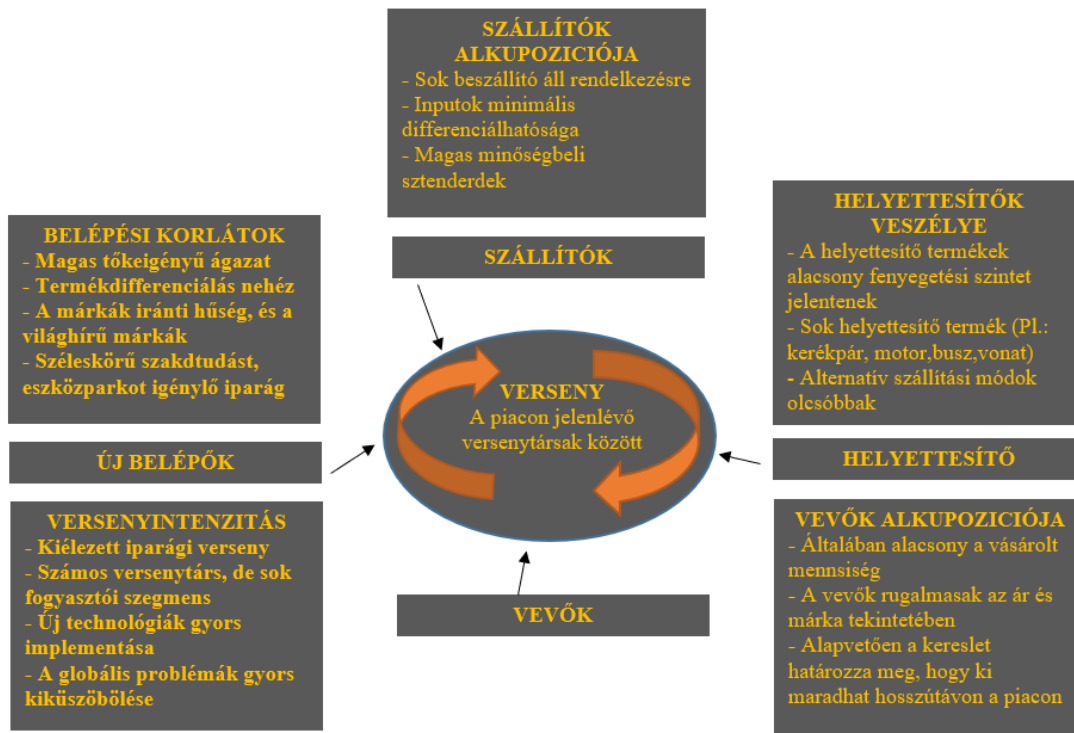 SZÁLLÍTÓK
ALKUPOZICIÓJA
- Sok beszállító áll rendelkezésre
- Inputok minimális
differenciálhatósága
- Magas minőségbeli
sztenderdek
SZÁLLÍTÓK
BELÉPÉSI KORLÁTOK
- Magas tőkeigényű ágazat
- Termékdifferenciálás nehéz
- A márkák iránti hűség, és a
világhírű márkák
- Széleskörű szakdtudást,
eszközparkot igénylő iparág
ÚJ BELÉPŐK
VERSENYINTENZITÁS
- Kiélezett iparági verseny
- Számos versenytárs, de sok
fogyasztói szegmens
- Új technológiák gyors
implementása
- A globális problémák gyors
kiküszöbölése
VERSENY
A piacon jelenlévő
versenytársak között
VEVŐK
HELYETTESÍTŐK
VESZÉLYE
- A helyettesítő termékek
alacsony fenyegetési szintet
jelentenek
- Sok helyettesítő termék (Pl.:
kerékpár, motor,busz,vonat)
- Alternatív szállítási módok
olcsóbbak
HELYETTESÍTŐ
VEVŐK ALKUPOZICIÓJA
- Általában alacsony a vásárolt
mennsiség
- A vevők rugalmasak az ár és
márka tekintetében
- Alapvetően a kereslet
határozza meg, hogy ki
maradhat hosszútávon a piacon